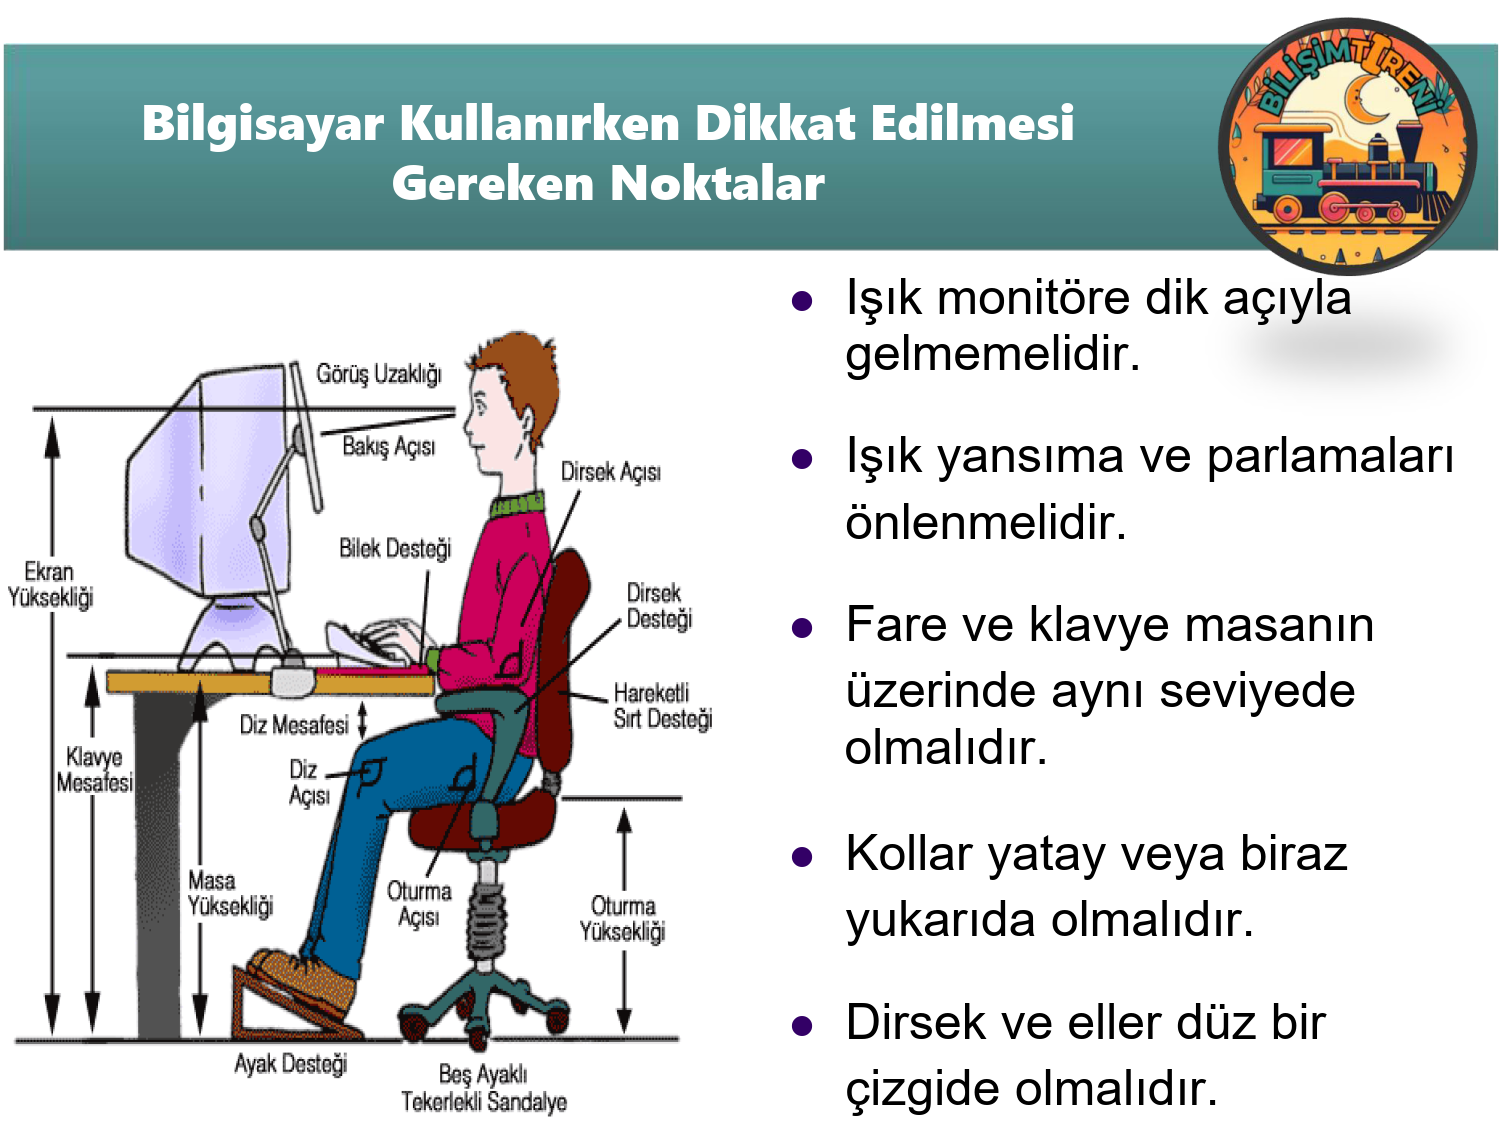 Bilgisayar Kullanırken Dikkat Edilmesi
Gereken Noktalar
BİLİŞİMTIRENİ
Görüş Uzaklığı
Bakış Açısı
Dirsek Açısı
Bilek Desteği
Ekran
Yüksekliği
Dirsek
Desteği
Hareketli
Sırt Desteği
Diz Mesafesi
Klavye
Mesafesi
Diz
Açısı
Masa
Yüksekliği
Oturma
Açısı
Oturma
Yüksekliği
Ayak Desteği
Beş Ayaklı
Tekerlekli Sandalye
Işık monitöre dik açıyla
gelmemelidir.
Işık yansıma ve parlamaları
önlenmelidir.
Fare ve klavye masanın
üzerinde aynı seviyede
olmalıdır.
Kollar yatay veya biraz
yukarıda olmalıdır.
Dirsek ve eller düz bir
çizgide olmalıdır.